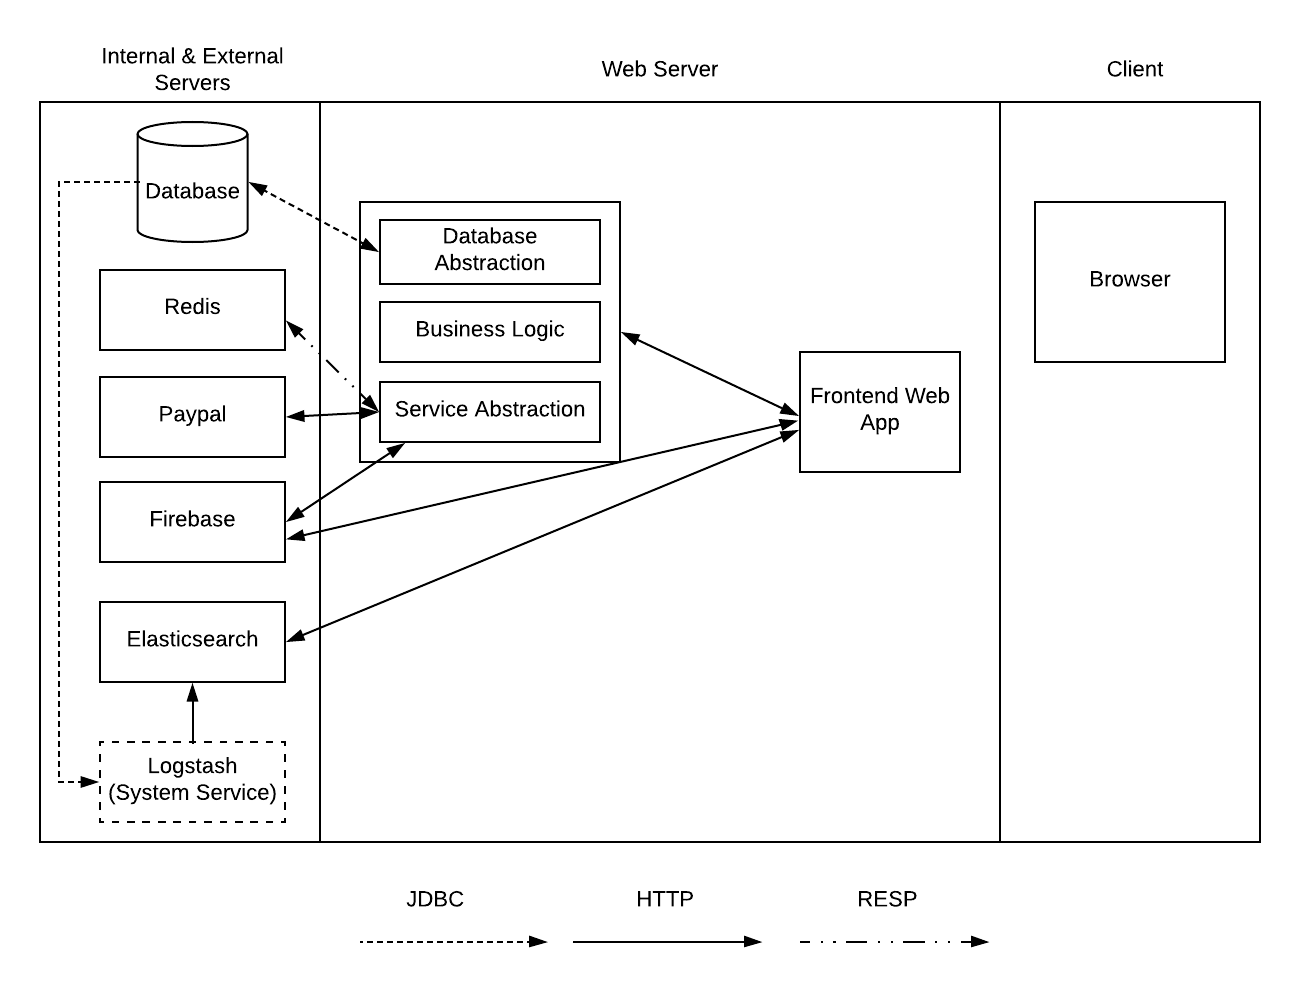 Internal & External
Servers
Web Server
Client
Database
Redis
Paypal
Firebase
Elasticsearch
Logstash
(System Service)
Database
Abstraction
Business Logic
Service Abstraction
Frontend Web
App
Browser
JDBC
HTTP
RESP